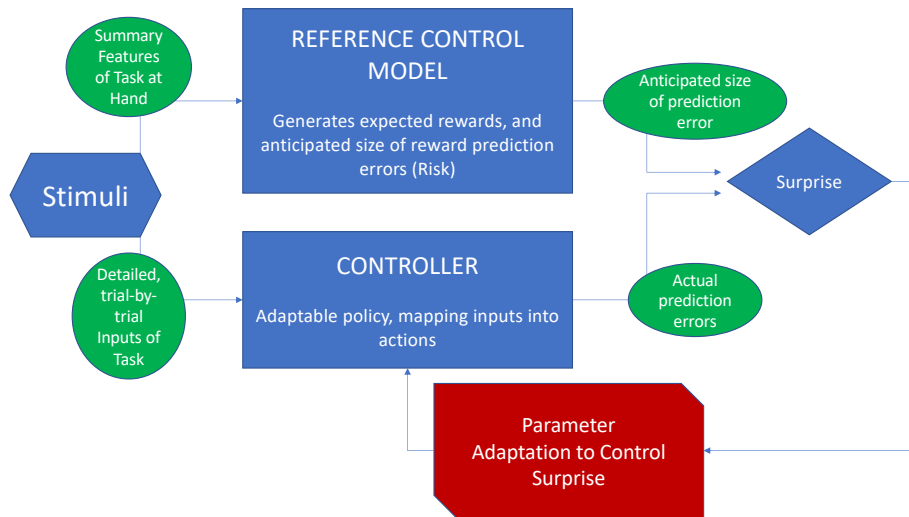 Summary
Features
of Task at
Hand
REFERENCE CONTROL
MODEL
Generates expected rewards, and
anticipated size of reward prediction
errors (Risk)
Anticipated size
of prediction
error
Stimuli
Surprise
Detailed,
trial-by-
trial
Inputs of
Task
CONTROLLER
Adaptable policy, mapping inputs into
actions
Actual
prediction
errors
Parameter
Adaptation to Control
Surprise